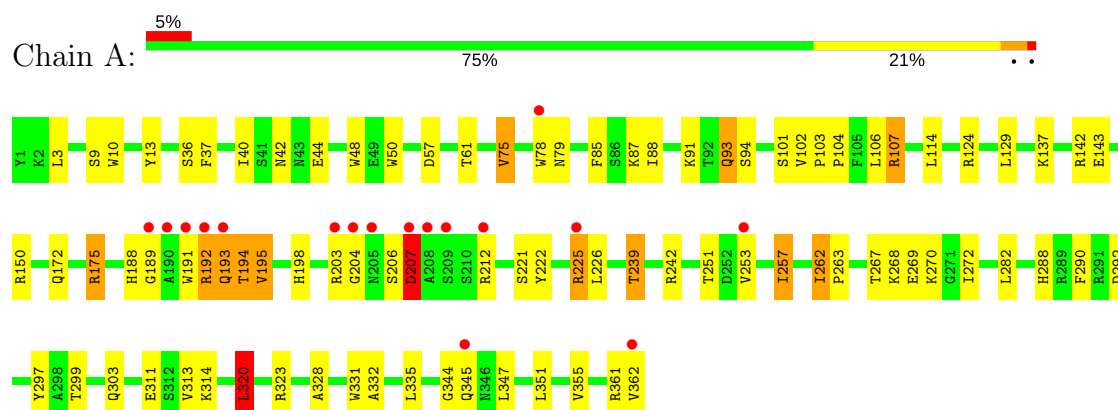 5%
Chain A:
75% 21% • •
Y1 K2 L3 S9 W10 Y13 S36 F37 I40 S41 N42 N43 E44 W48 E49 W50 D57 T61 V75 W78 N79 F85 S86 K87 I88 K91 T92 Q93 S94 S101 V102 P103 P104 F105 L106 R107 L114 R124 L129 K137 R142 E143
R150 Q172 R175 H188 G189 A190 W191 R192 Q193 T194 V195 H198 R203 G204 N205 S206 D207 A208 S209 S210 R212 S221 Y222 R225 L226 T239 R242 T251 D252 V253 I257 I262 P263 T267 K268 E269 K270 G271 I272 L282 H288 R289 F290 R291
Y297 A298 T299 Q303 E311 S312 V313 K314 L320 R323 A328 W331 A332 L335 G344 Q345 N346 L347 L351 V355 R361 V362